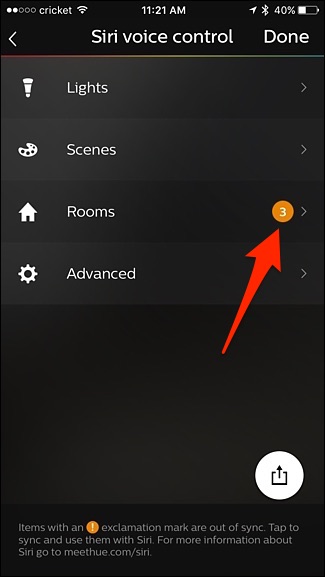 cricket 11:21 AM 40%
Siri voice control Done
Lights
Scenes
Rooms 3
Advanced
Items with an ! exclamation mark are out of sync. Tap to
sync and use them with Siri. For more information about
Siri go to meethue.com/siri.